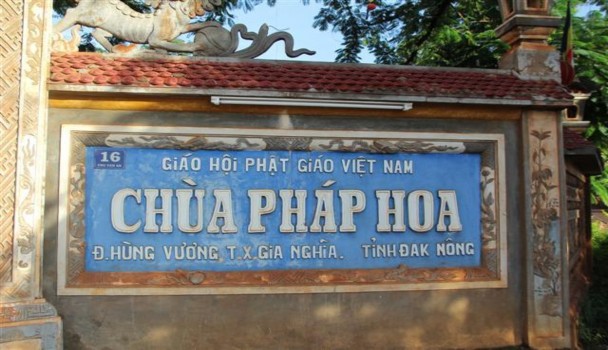 16
GIÁO HỘI PHẬT GIÁO VIỆT NAM
CHÙA PHÁP HOA
Đ.HÙNG VƯƠNG, T.X.GIA NGHĨA. TỈNH ĐAK NÔNG